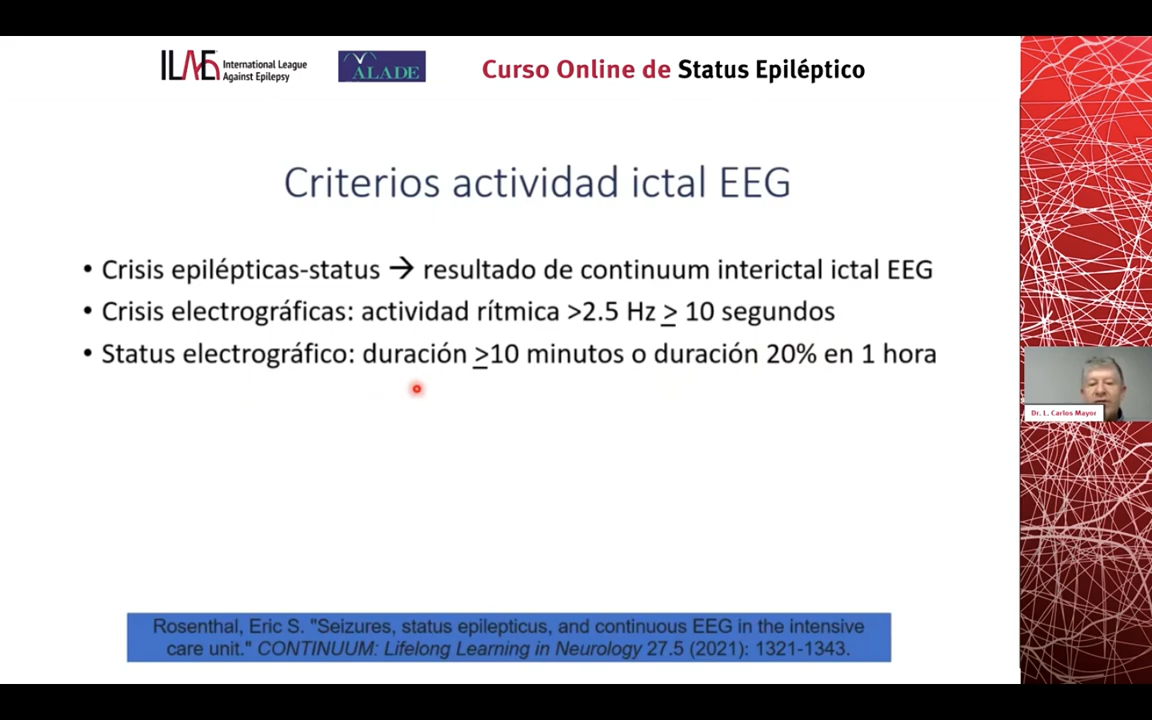 ILAE International League
Against Epilepsy
ALADE
Curso Online de Status Epiléptico
Criterios actividad ictal EEG
• Crisis epilépticas-status → resultado de continuum interictal ictal EEG
• Crisis electrográficas: actividad rítmica >2.5 Hz ≥ 10 segundos
• Status electrográfico: duración ≥10 minutos o duración 20% en 1 hora
Dr. L. Carlos Mayor
Rosenthal, Eric S. "Seizures, status epilepticus, and continuous EEG in the intensive
care unit." CONTINUUM: Lifelong Learning in Neurology 27.5 (2021): 1321-1343.